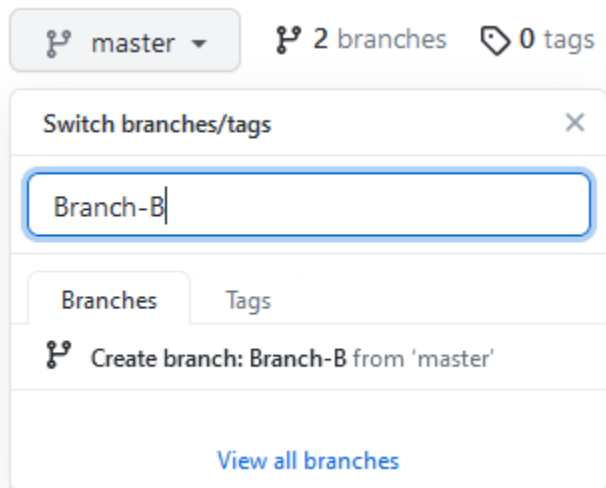 master 2 branches 0 tags
Switch branches/tags ×
Branch-B
Branches Tags
Create branch: Branch-B from 'master'
View all branches